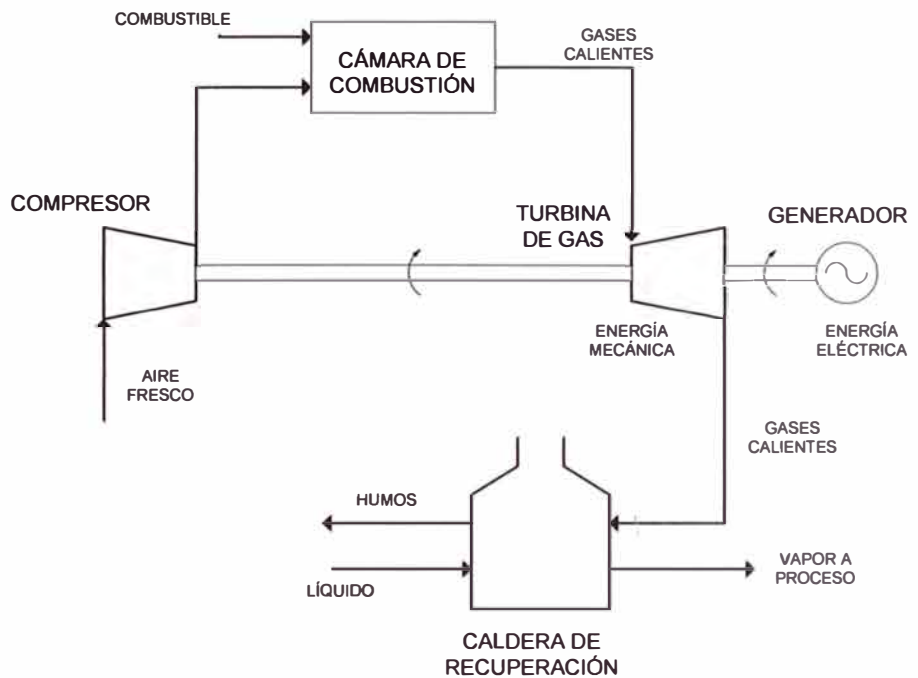 COMBUSTIBLE
CÁMARA DE
COMBUSTIÓN
GASES
CALIENTES
COMPRESOR
TURBINA
DE GAS
GENERADOR
ENERGÍA
MECÁNICA
ENERGÍA
ELÉCTRICA
AIRE
FRESCO
GASES
CALIENTES
HUMOS
LÍQUIDO
VAPOR A
PROCESO
CALDERA DE
RECUPERACIÓN